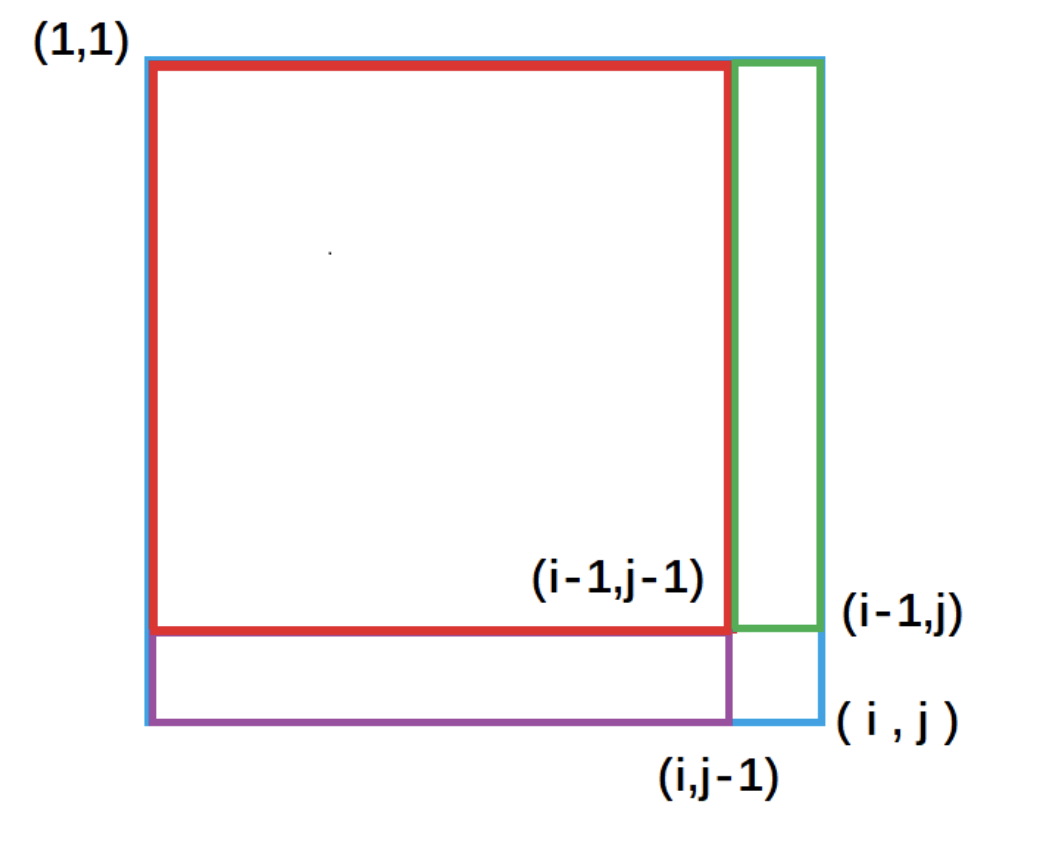 (1,1)
(i-1,j-1)
(i-1,j)
( i , j )
(i,j-1)